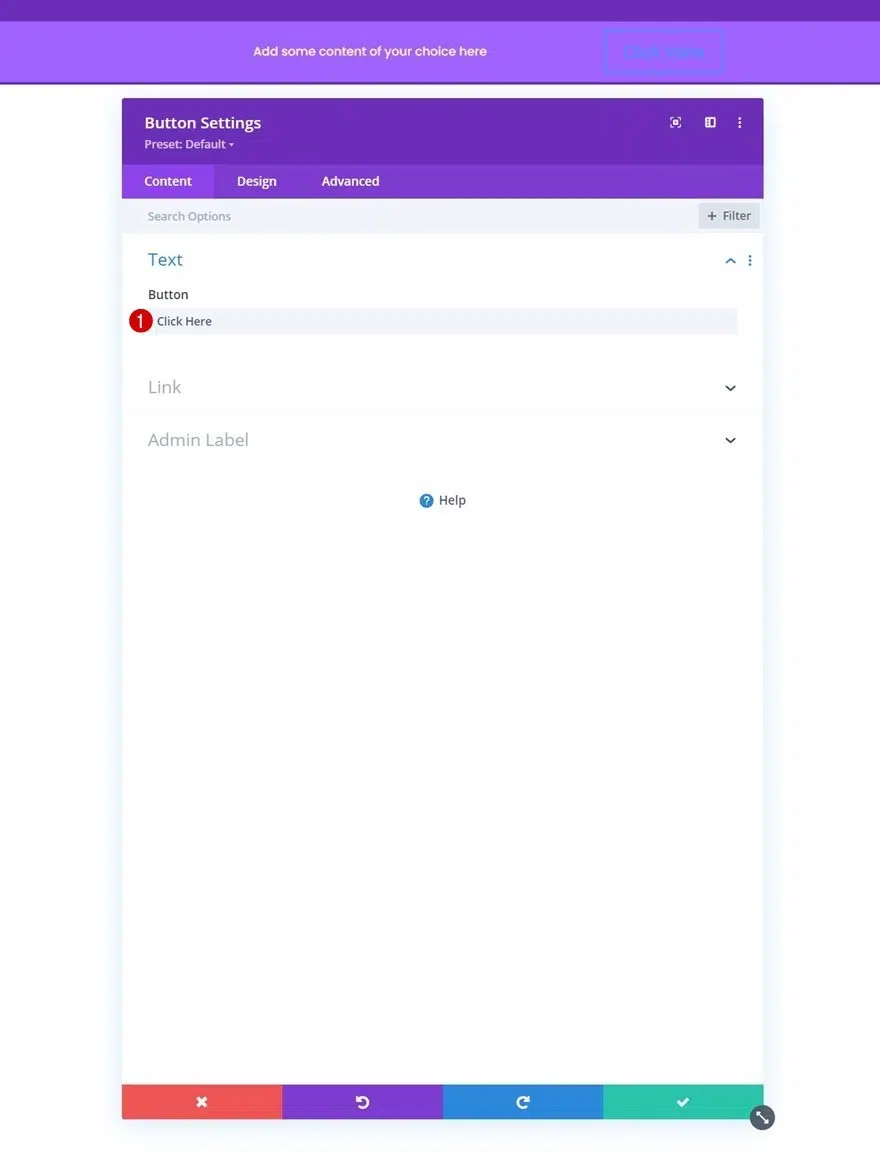 Add some content of your choice here
Click Here
Button Settings
Preset: Default
Content Design Advanced
Search Options
+ Filter
Text
Button
1 Click Here
Link
Admin Label
? Help